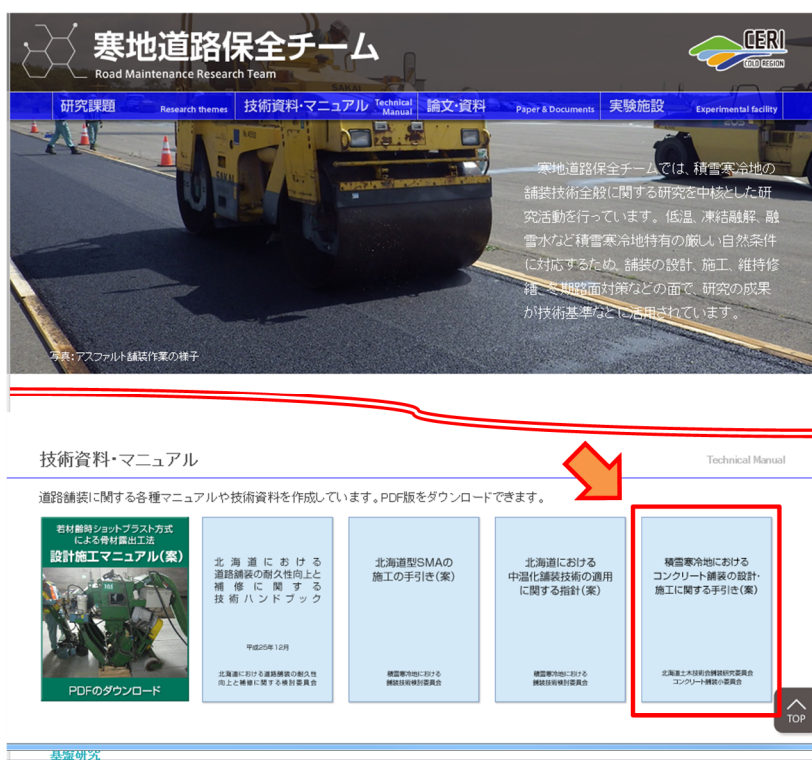 寒地道路保全チーム
Road Maintenance Research Team
CERI
COLD REGION
研究課題 Research themes 技術資料・マニュアル Technical Manual 論文・資料 Paper & Documents 実験施設 Experimental facility
SAKAI
寒地道路保全チームでは、積雪寒冷地の
舗装技術全般に関する研究を中核とした研
究活動を行っています。低温、凍結融解、融
雪水など積雪寒冷地特有の厳しい自然条件
に対応するため、舗装の設計、施工、維持修
繕、冬期路面対策などの面で、研究の成果
が技術基準などに活用されています。
写真：アスファルト舗装作業の様子
技術資料・マニュアル
Technical Manual
道路舗装に関する各種マニュアルや技術資料を作成しています。PDF版をダウンロードできます。
若材齢時ショットブラスト方式
による骨材露出工法
設計施工マニュアル(案)
PDFのダウンロード
北海道における
道路舗装の耐久性向上と
補修に関する
技術ハンドブック
平成25年12月
北海道における道路舗装の耐久性
向上と補修に関する検討委員会
北海道型SMAの
施工の手引き(案)
積雪寒冷地における
舗装技術検討委員会
北海道における
中温化舗装技術の適用
に関する指針(案)
積雪寒冷地における
舗装技術検討委員会
積雪寒冷地における
コンクリート舗装の設計・
施工に関する手引き(案)
北海道土木技術会舗装研究委員会
コンクリート舗装小委員会
TOP
基盤研究